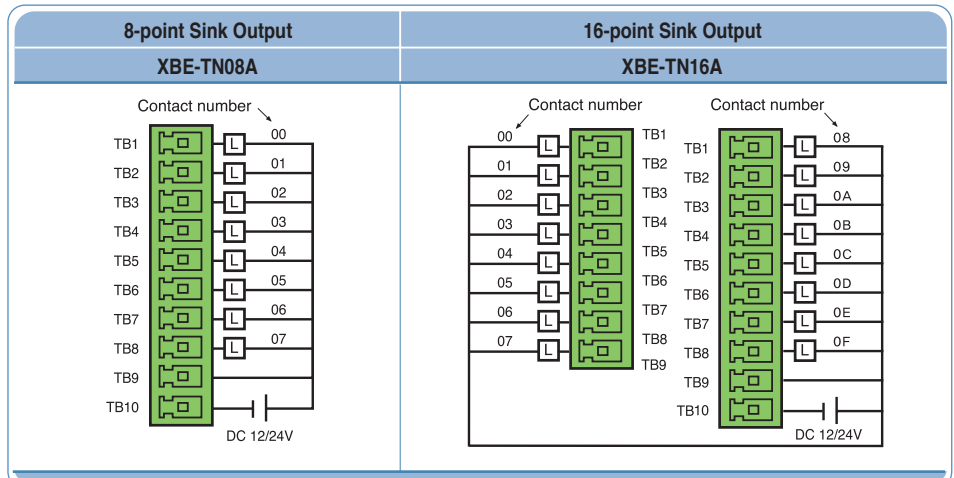 8-point Sink Output
16-point Sink Output
XBE-TN08A
XBE-TN16A
Contact number
TB1 L 00
TB2 L 01
TB3 L 02
TB4 L 03
TB5 L 04
TB6 L 05
TB7 L 06
TB8 L 07
TB9
TB10
DC 12/24V
Contact number
00 L TB1
01 L TB2
02 L TB3
03 L TB4
04 L TB5
05 L TB6
06 L TB7
07 L TB8
TB9
Contact number
TB1 L 08
TB2 L 09
TB3 L 0A
TB4 L 0B
TB5 L 0C
TB6 L 0D
TB7 L 0E
TB8 L 0F
TB9
TB10
DC 12/24V